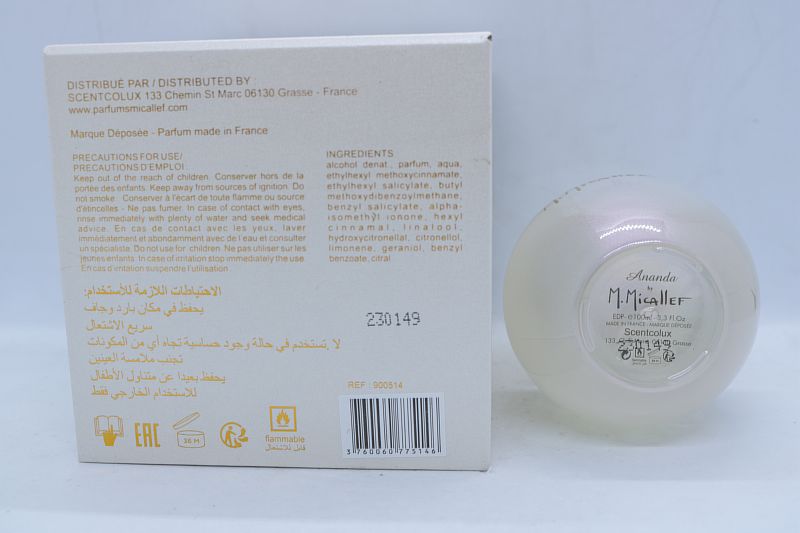 DISTRIBUÉ PAR / DISTRIBUTED BY :
SCENTCOLUX 133 Chemin St Marc 06130 Grasse - France
www.parfumsmicallef.com
Marque Déposée - Parfum made in France
PRECAUTIONS FOR USE/
PRÉCAUTIONS D'EMPLOI :
Keep out of the reach of children. Conserver hors de la
portée des enfants. Keep away from sources of ignition. Do
not smoke : Conserver à l'écart de toute flamme ou source
d'étincelles - Ne pas fumer. In case of contact with eyes,
rinse immediately with plenty of water and seek medical
advice. En cas de contact avec les yeux, laver
immédiatement et abondamment avec de l'eau et consulter
un spécialiste. Do not use for children. Ne pas utiliser sur les
jeunes enfants. In case of irritation stop immediately the use.
En cas d'irritation suspendre l'utilisation.
INGREDIENTS
alcohol denat., parfum, aqua,
ethylhexyl methoxycinnamate,
ethylhexyl salicylate, butyl
methoxydibenzoylmethane,
benzyl salicylate, alpha-
isomethyl ionone, hexyl
cinnamal, linalool,
hydroxycitronellal, citronellol,
limonene, geraniol, benzyl
benzoate, citral
الاحتياطات اللازمة للأستخدام:
يحفظ في مكان بارد وجاف
سريع الاشتعال
لا .تستخدم في حالة وجود حساسية تجاه أي من المكونات
تجنب ملامسة العينين
يحفظ بعيدا عن متناول الأطفال
للاستخدام الخارجي فقط
230149
REF : 900514
EAC
36 M
flammable
قابل للاشتعال
3 760060 775146
Ananda
by
M.Micallef
EDP- e 100ml - 3,3 fl.Oz
MADE IN FRANCE - MARQUE DÉPOSÉE
Scentcolux
133, Grasse
230149